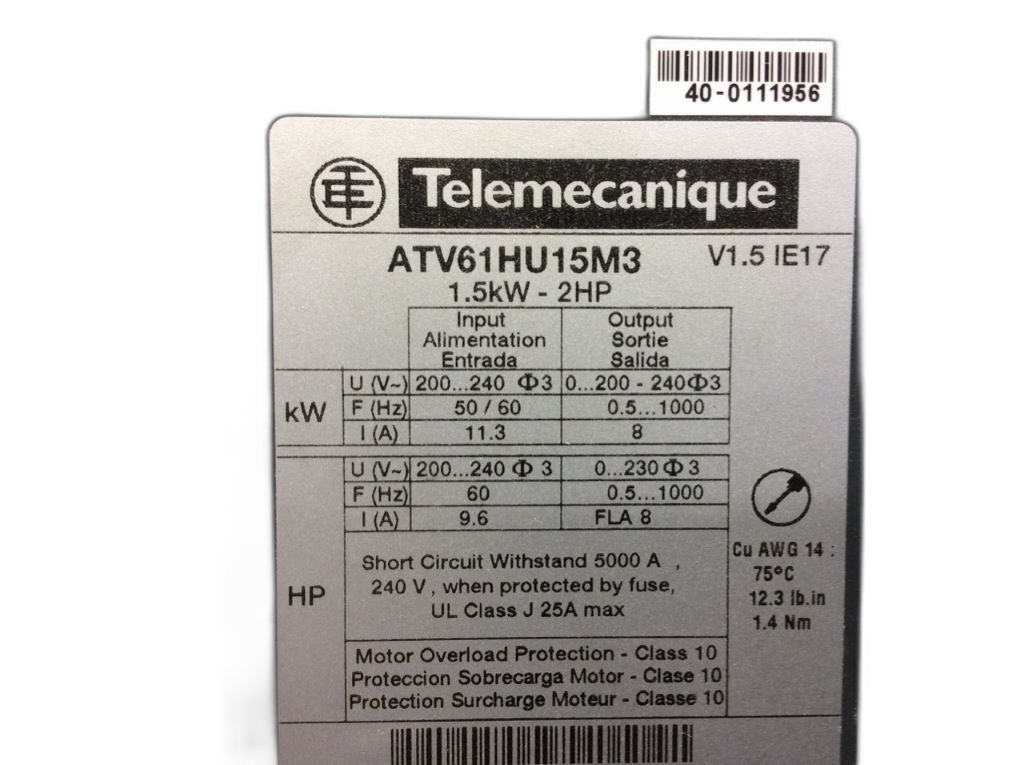 40-0111956
Telemecanique
ATV61HU15M3 V1.5 IE17
1.5kW - 2HP
Input Output
Alimentation Sortie
Entrada Salida
kW
U (V~) 200...240 Φ3 0...200 - 240Φ3
F (Hz) 50 / 60 0.5...1000
I (A) 11.3 8
HP
U (V~) 200...240 Φ 3 0...230 Φ 3
F (Hz) 60 0.5...1000
I (A) 9.6 FLA 8
Short Circuit Withstand 5000 A ,
240 V , when protected by fuse,
UL Class J 25A max
Motor Overload Protection - Class 10
Proteccion Sobrecarga Motor - Clase 10
Protection Surcharge Moteur - Classe 10
Cu AWG 14 :
75°C
12.3 lb.in
1.4 Nm